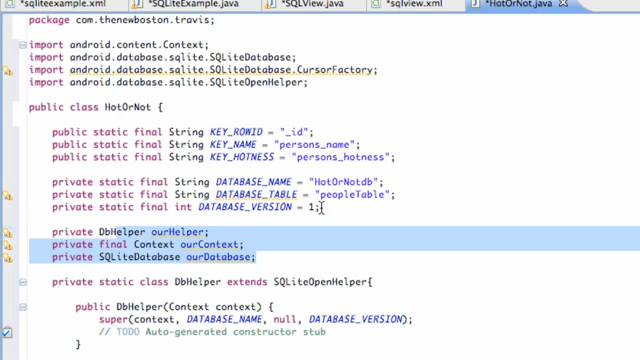 *sqliteexample.xml
*SQLiteExample.java
*SQLView.java
*sqlview.xml
*HotOrNot.java
package com.thenewboston.travis;
import android.content.Context;
import android.database.sqlite.SQLiteDatabase;
import android.database.sqlite.SQLiteDatabase.CursorFactory;
import android.database.sqlite.SQLiteOpenHelper;
public class HotOrNot {
public static final String KEY_ROWID = "_id";
public static final String KEY_NAME = "persons_name";
public static final String KEY_HOTNESS = "persons_hotness";
private static final String DATABASE_NAME = "HotOrNotdb";
private static final String DATABASE_TABLE = "peopleTable";
private static final int DATABASE_VERSION = 1;
private DbHelper ourHelper;
private final Context ourContext;
private SQLiteDatabase ourDatabase;
private static class DbHelper extends SQLiteOpenHelper{
public DbHelper(Context context) {
super(context, DATABASE_NAME, null, DATABASE_VERSION);
// TODO Auto-generated constructor stub
}